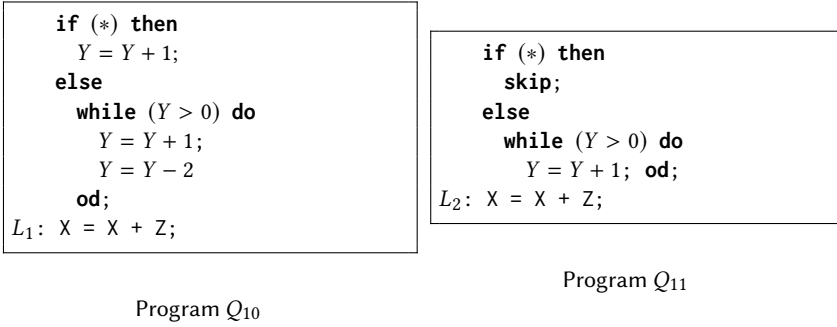 if (∗) then
Y = Y + 1;
else
while (Y > 0) do
Y = Y + 1;
Y = Y − 2
od;
L₁: X = X + Z;
Program Q₁₀
if (∗) then
skip;
else
while (Y > 0) do
Y = Y + 1; od;
L₂: X = X + Z;
Program Q₁₁